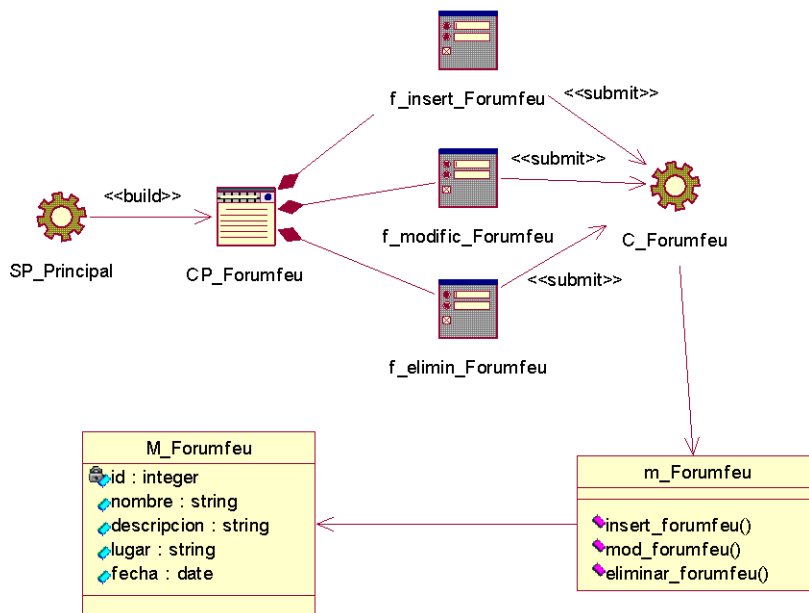 f_insert_Forumfeu
<<submit>>
<<build>>
<<submit>>
SP_Principal
CP_Forumfeu
f_modific_Forumfeu
C_Forumfeu
<<submit>>
f_elimin_Forumfeu
M_Forumfeu
id : integer
nombre : string
descripcion : string
lugar : string
fecha : date
m_Forumfeu
insert_forumfeu()
mod_forumfeu()
eliminar_forumfeu()